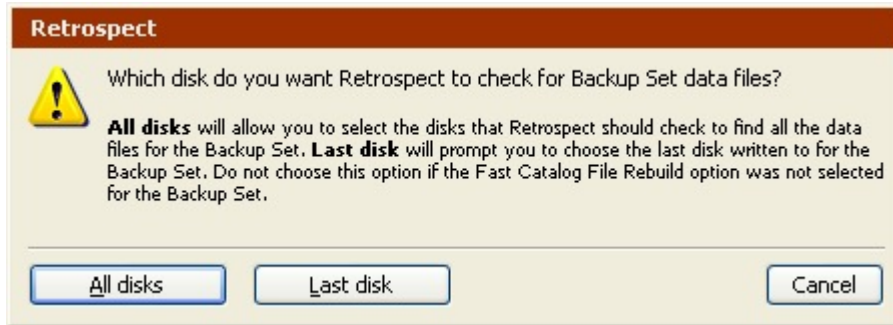 Retrospect
Which disk do you want Retrospect to check for Backup Set data files?
All disks will allow you to select the disks that Retrospect should check to find all the data
files for the Backup Set. Last disk will prompt you to choose the last disk written to for the
Backup Set. Do not choose this option if the Fast Catalog File Rebuild option was not selected
for the Backup Set.
All disks
Last disk
Cancel